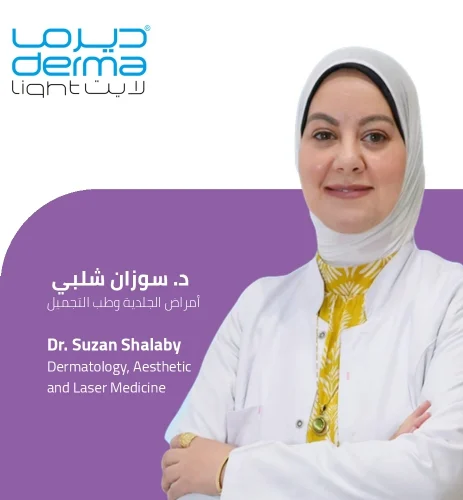 ديرما
derma
light لايت
د. سوزان شلبي
أمراض الجلدية وطب التجميل
Dr. Suzan Shalaby
Dermatology, Aesthetic
and Laser Medicine